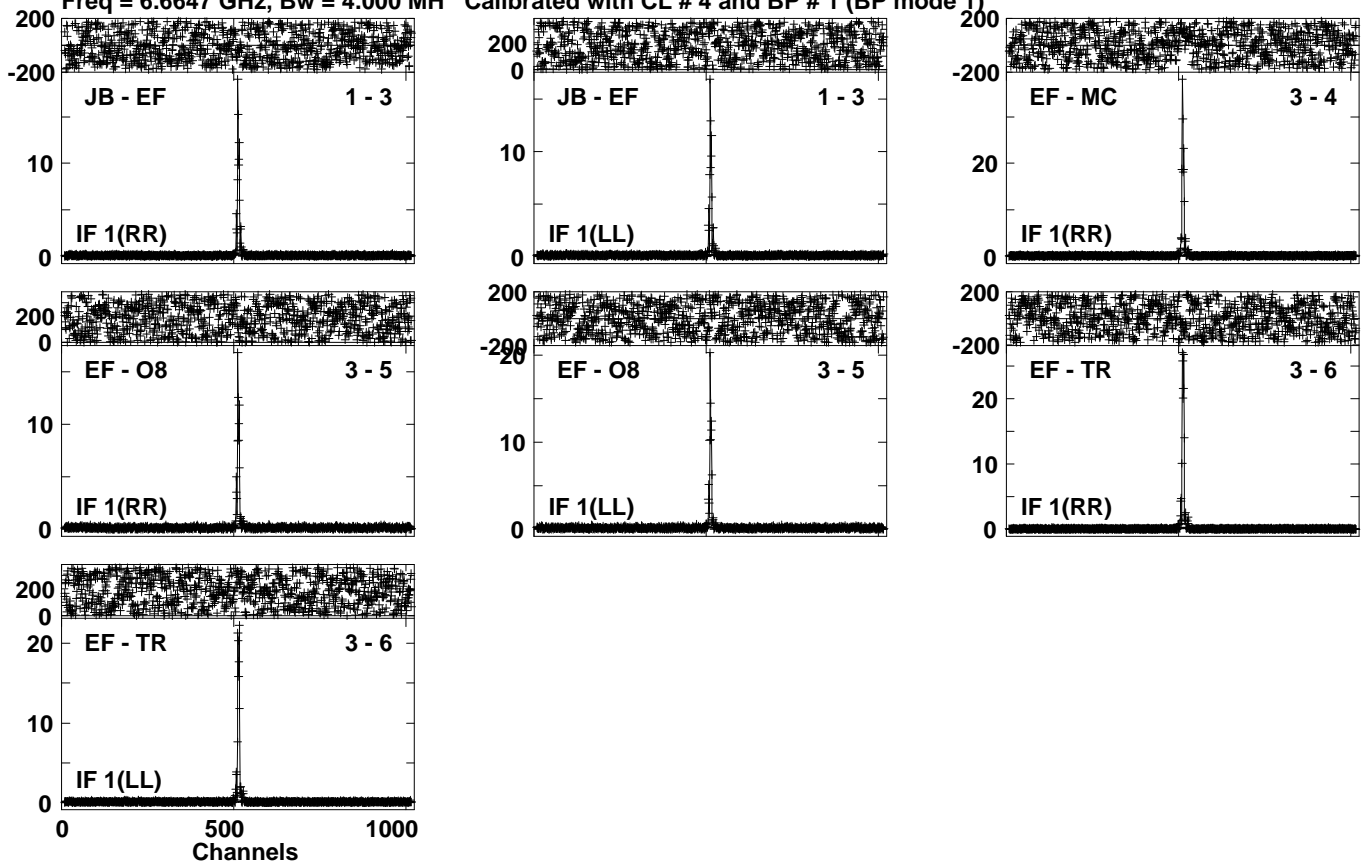 Freq = 6.6647 GHz, Bw = 4.000 MH Calibrated with CL # 4 and BP # 1 (BP mode 1)
200
-200
JB - EF 1 - 3
10
IF 1(RR)
0
200
0
JB - EF 1 - 3
10
IF 1(LL)
0
200
-200
EF - MC 3 - 4
20
IF 1(RR)
0
200
0
EF - O8 3 - 5
10
IF 1(RR)
0
200
-200
20
EF - O8 3 - 5
10
IF 1(LL)
0
200
-200
EF - TR 3 - 6
20
10
IF 1(RR)
0
200
0
EF - TR 3 - 6
20
10
IF 1(LL)
0
0 500 1000
Channels